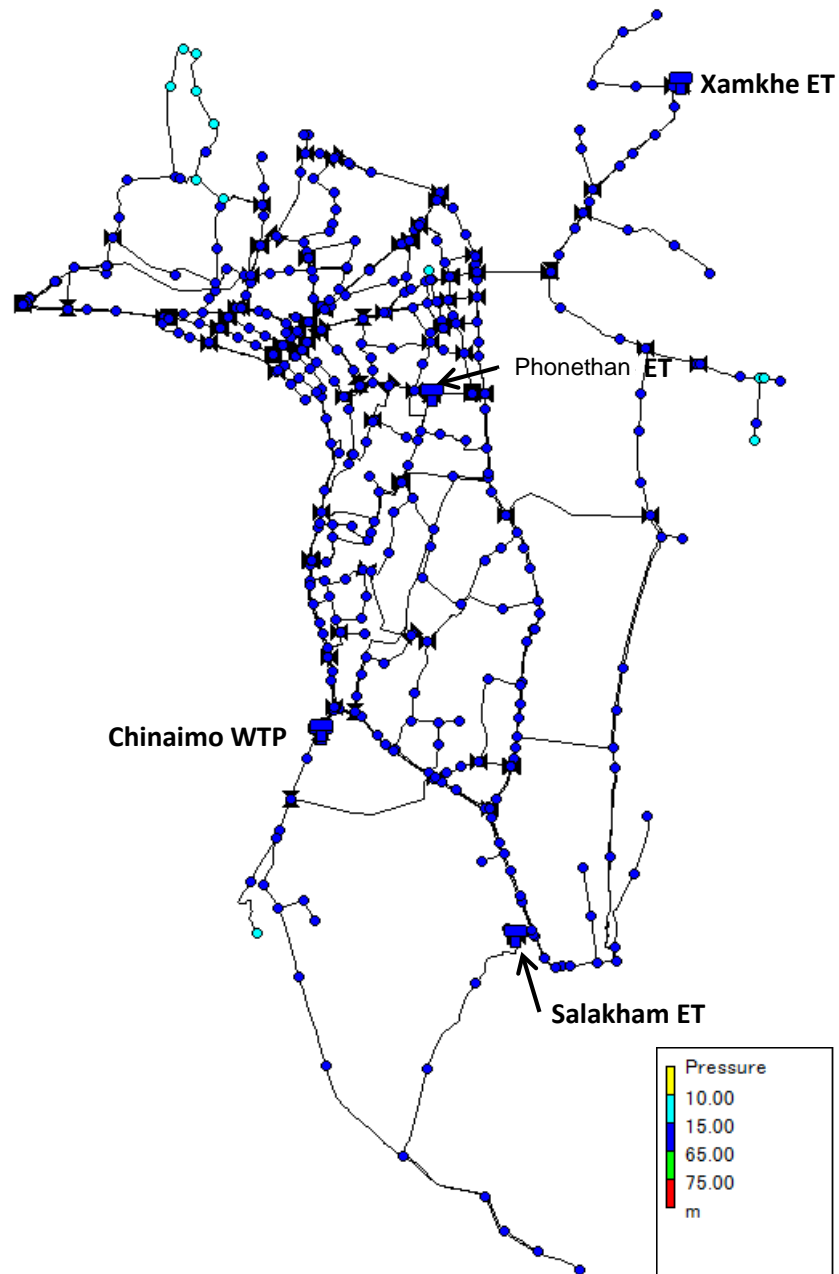 Xamkhe ET
Phonethan ET
Chinaimo WTP
Salakham ET
Pressure
10.00
15.00
65.00
75.00
m